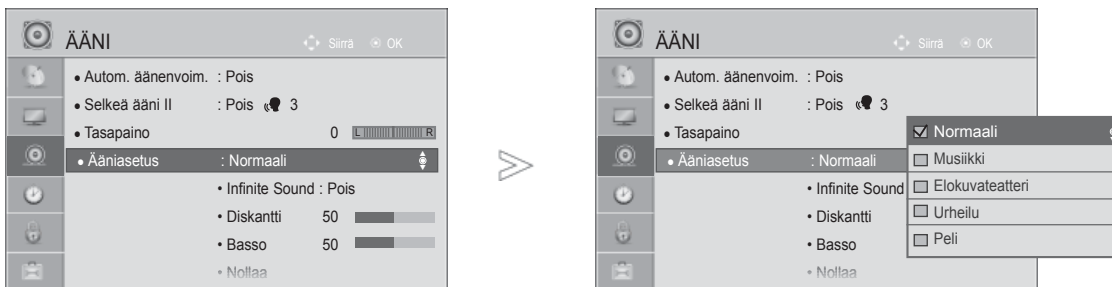 ÄÄNI
Siirrä OK
• Autom. äänenvoim. : Pois
• Selkeä ääni II : Pois 3
• Tasapaino 0 L R
• Ääniasetus : Normaali
• Infinite Sound : Pois
• Diskantti 50
• Basso 50
• Nollaa
ÄÄNI
Siirrä OK
• Autom. äänenvoim. : Pois
• Selkeä ääni II : Pois 3
• Tasapaino
• Ääniasetus : Normaali
• Infinite Sound
• Diskantti
• Basso
• Nollaa
Normaali
Musiikki
Elokuvateatteri
Urheilu
Peli